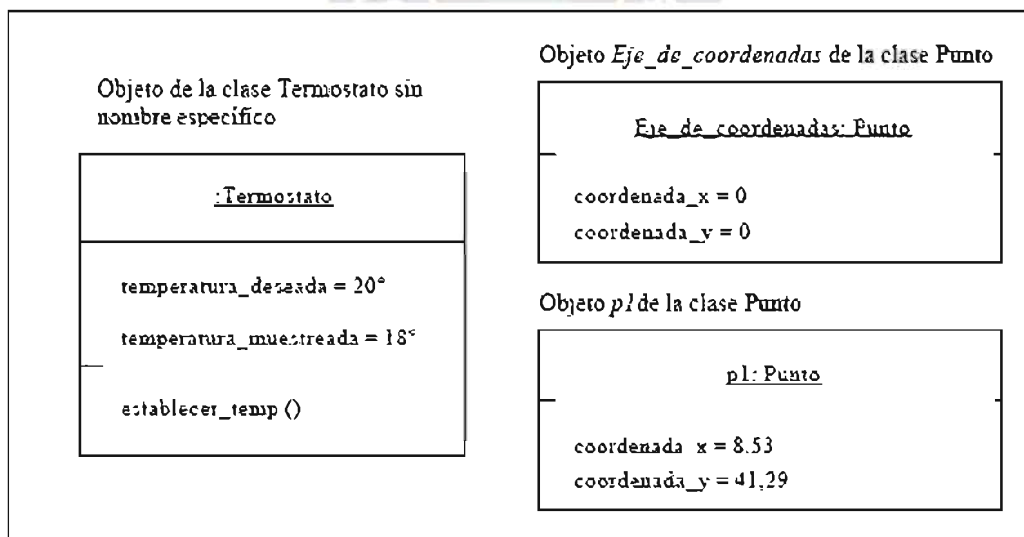 Objeto de la clase Termostato sin
nombre específico
:Termostato
temperatura_deseada = 20°
temperatura_muestreada = 18°
establecer_temp ()
Objeto Eje_de_coordenadas de la clase Punto
Eje_de_coordenadas: Punto
coordenada_x = 0
coordenada_y = 0
Objeto p1 de la clase Punto
p1: Punto
coordenada_x = 8.53
coordenada_y = 41.29